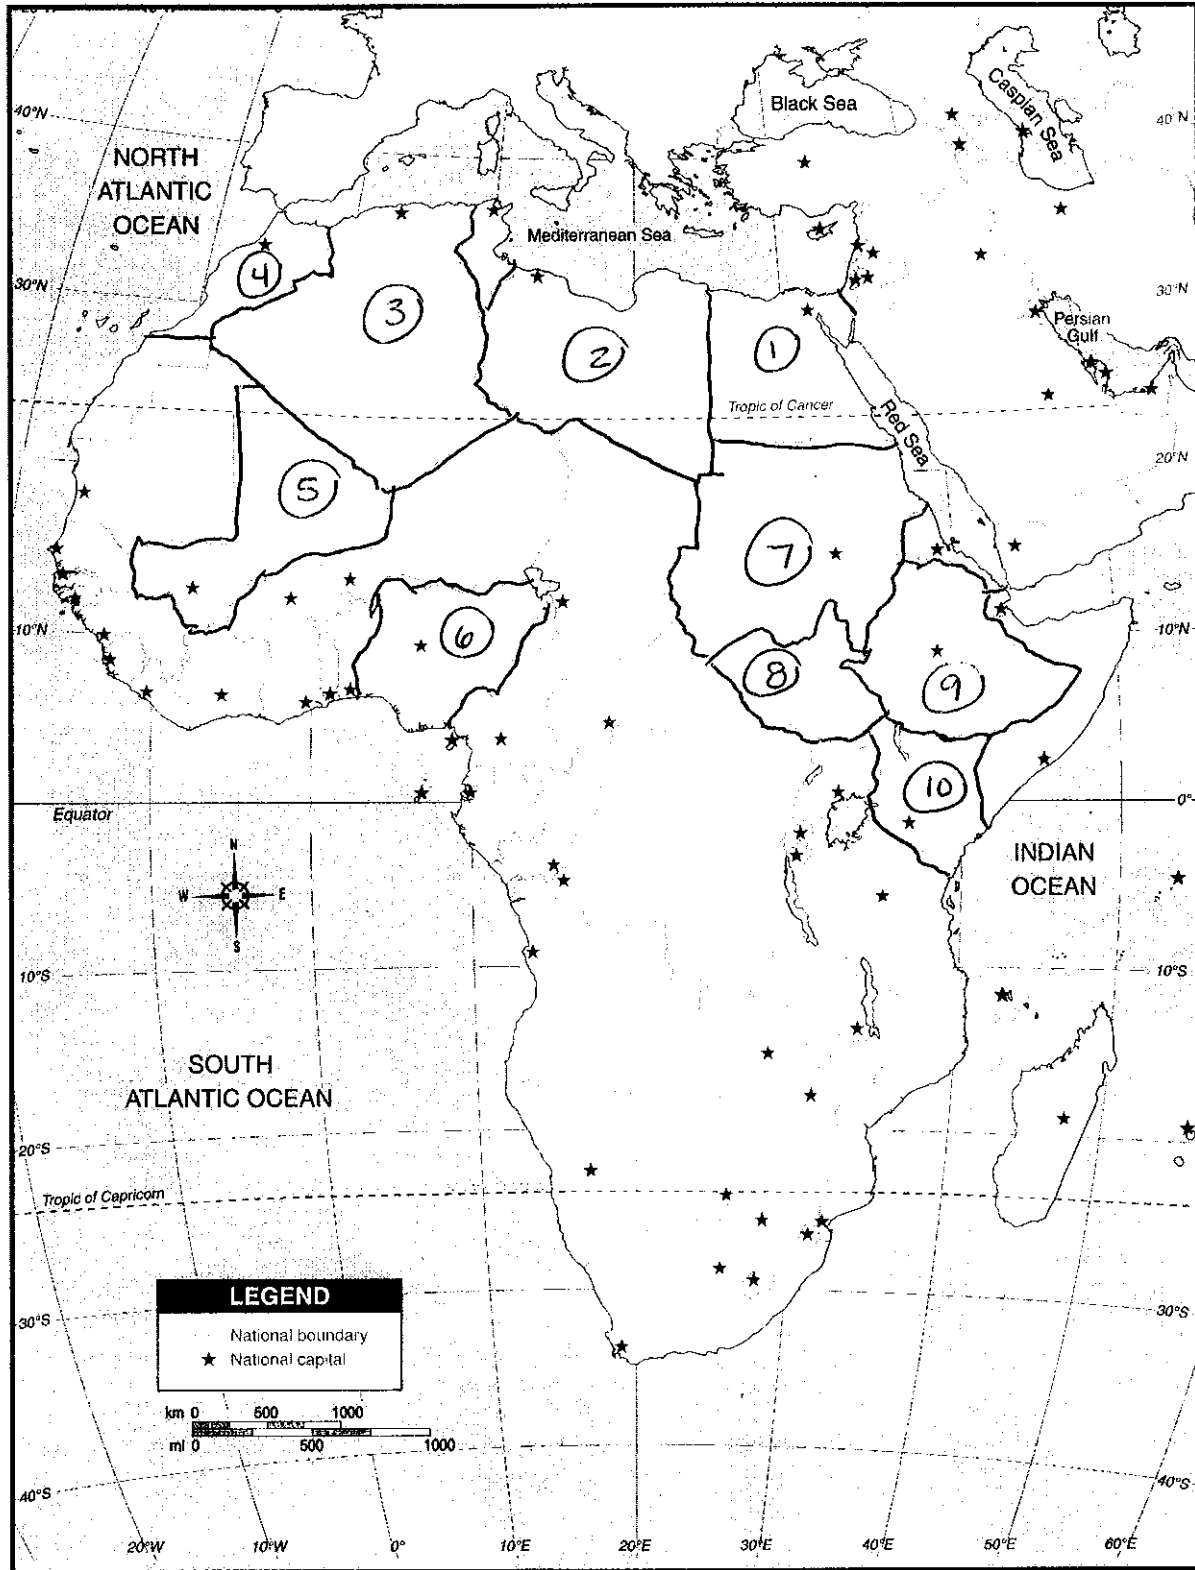 Black Sea
Caspian Sea
40°N
40°N
NORTH
ATLANTIC
OCEAN
Mediterranean Sea
4
30°N
30°N
3
Persian
Gulf
2
1
Tropic of Cancer
Red Sea
20°N
5
7
10°N
10°N
6
8
9
10
0°
Equator
N
W
E
S
INDIAN
OCEAN
10°S
10°S
SOUTH
ATLANTIC OCEAN
20°S
20°S
Tropic of Capricorn
LEGEND
National boundary
National capital
30°S
30°S
km 0 500 1000
mi 0 500 1000
40°S
40°S
20°W 10°W 0° 10°E 20°E 30°E 40°E 50°E 60°E